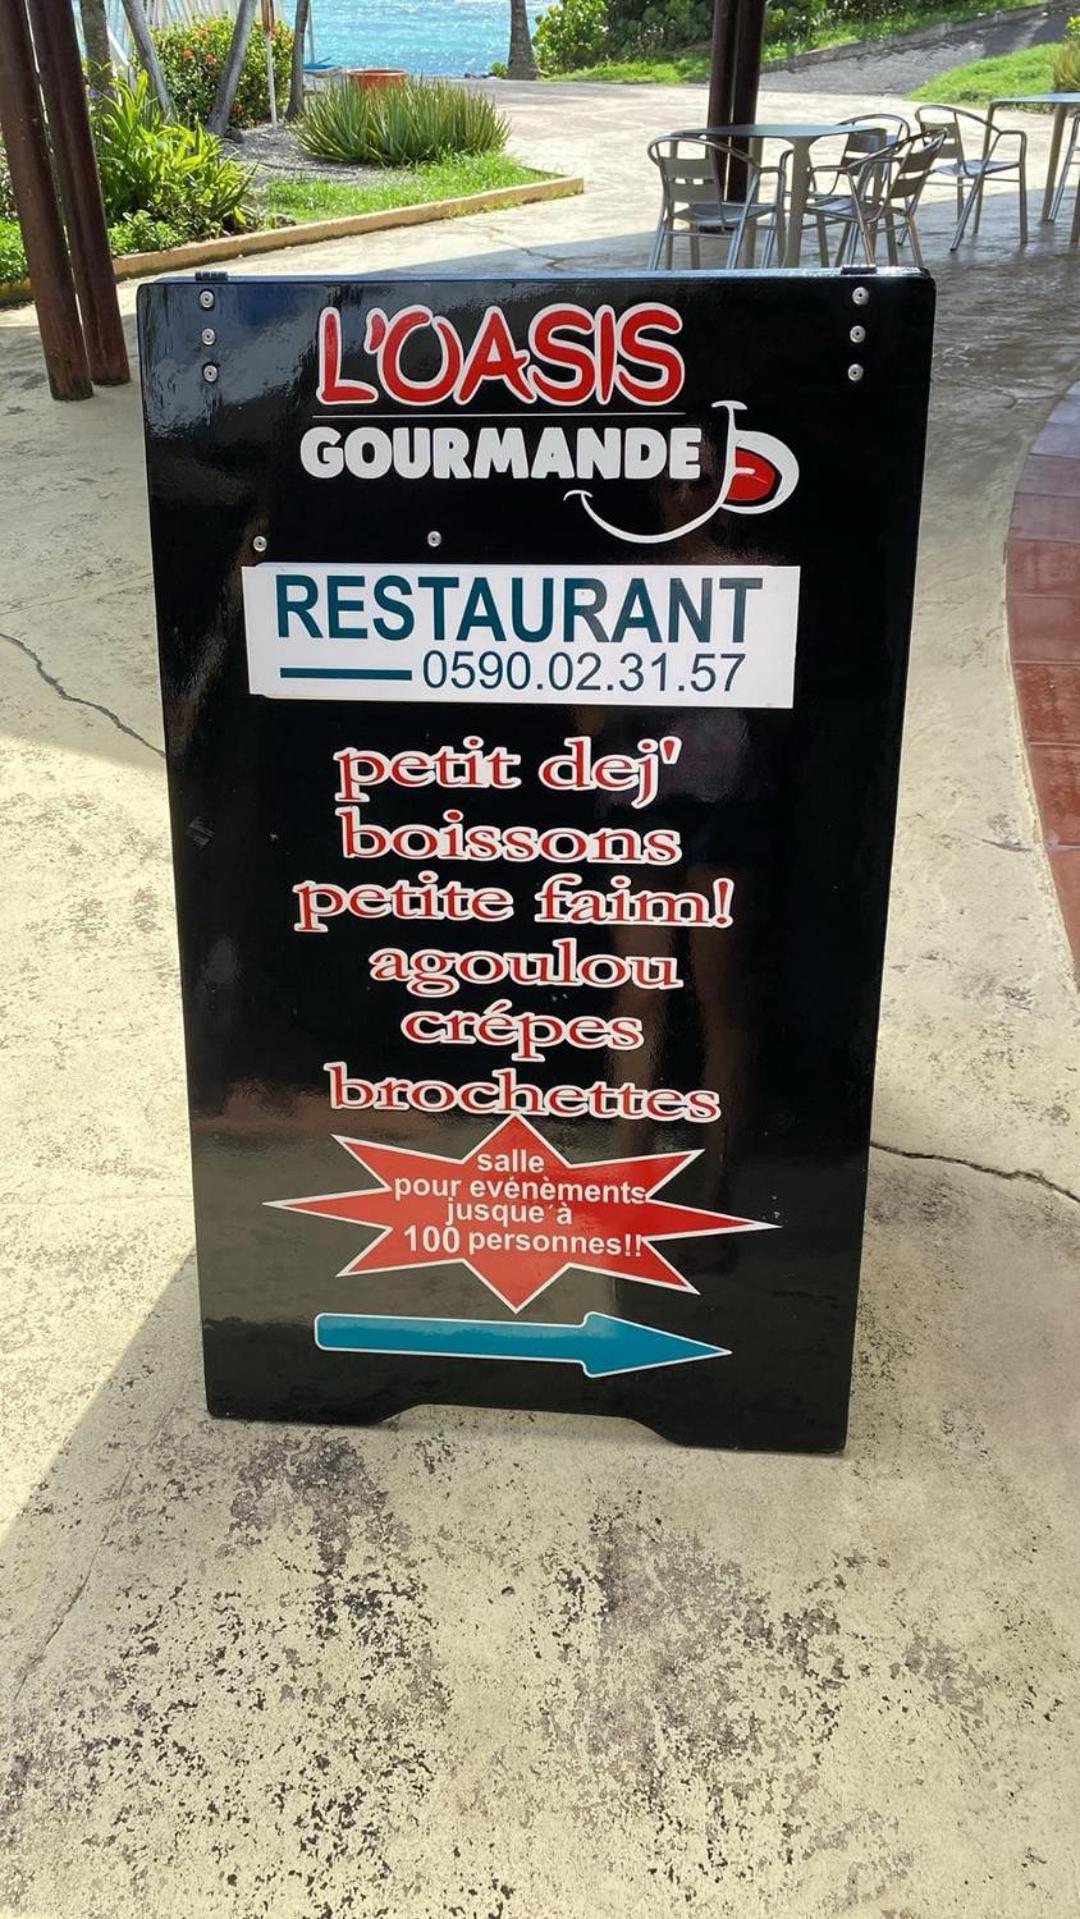 L'OASIS
GOURMANDE
RESTAURANT
0590.02.31.57
petit dej'
boissons
petite faim!
agoulou
crépes
brochettes
salle
pour evénèments
jusque'à
100 personnes!!